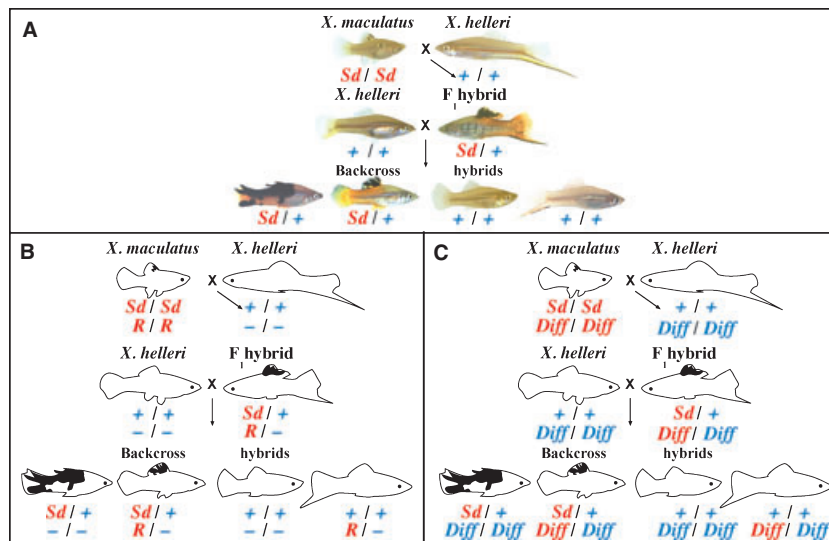 A
X. maculatus X. helleri
X
Sd / Sd + / +
X. helleri F hybrid
X
+ / + Sd / +
Backcross hybrids
Sd / + Sd / + + / + + / +
B
X. maculatus X. helleri
X
Sd / Sd + / +
R / R – / –
X. helleri F hybrid
X
+ / + Sd / +
– / – R / –
Backcross hybrids
Sd / + Sd / + + / + + / +
– / – R / – – / – R / –
C
X. maculatus X. helleri
X
Sd / Sd + / +
Diff / Diff Diff / Diff
X. helleri F hybrid
X
+ / + Sd / +
Diff / Diff Diff / Diff
Backcross hybrids
Sd / + Sd / + + / + + / +
Diff / Diff Diff / Diff Diff / Diff Diff / Diff